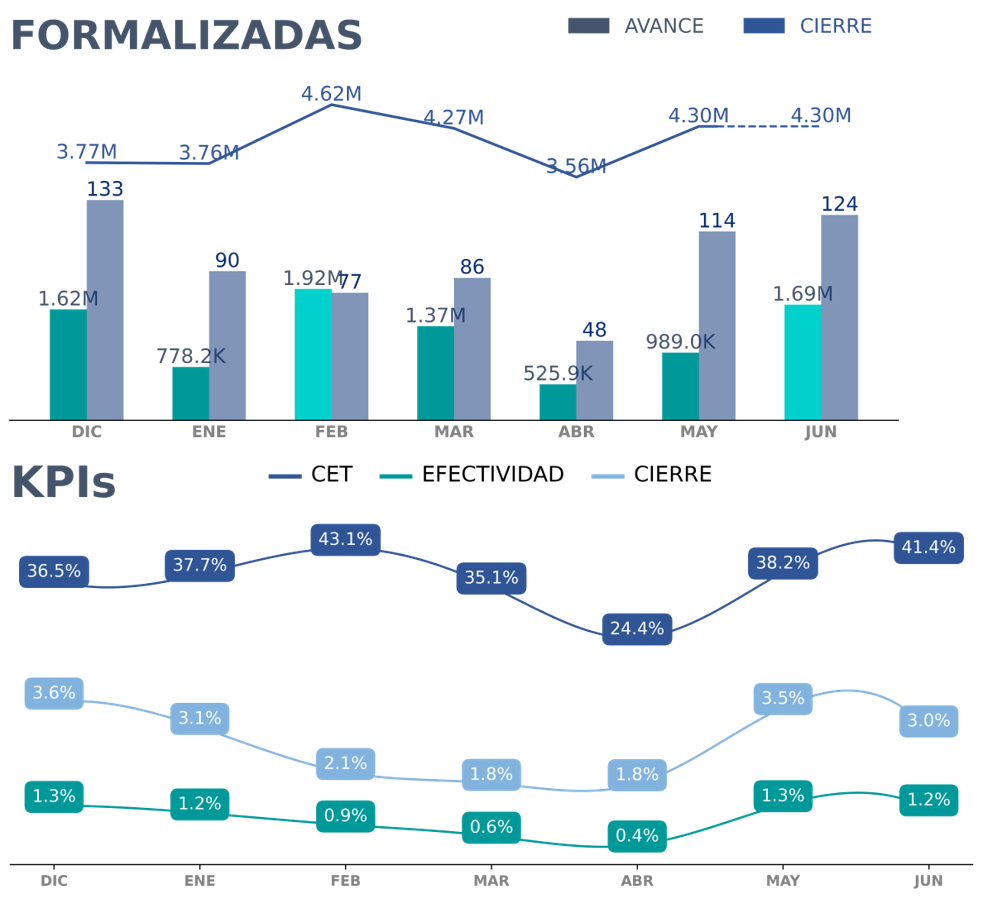 FORMALIZADAS
AVANCE CIERRE
4.62M
4.27M 4.30M 4.30M
3.77M 3.76M 3.56M
133
124
114
90
86
1.62M 1.92M 77 1.69M
1.37M
48
778.2K 989.0K
525.9K
DIC ENE FEB MAR ABR MAY JUN
KPIs
CET EFECTIVIDAD CIERRE
36.5% 37.7% 43.1% 35.1% 24.4% 38.2% 41.4%
3.6% 3.1% 2.1% 1.8% 1.8% 3.5% 3.0%
1.3% 1.2% 0.9% 0.6% 0.4% 1.3% 1.2%
DIC ENE FEB MAR ABR MAY JUN